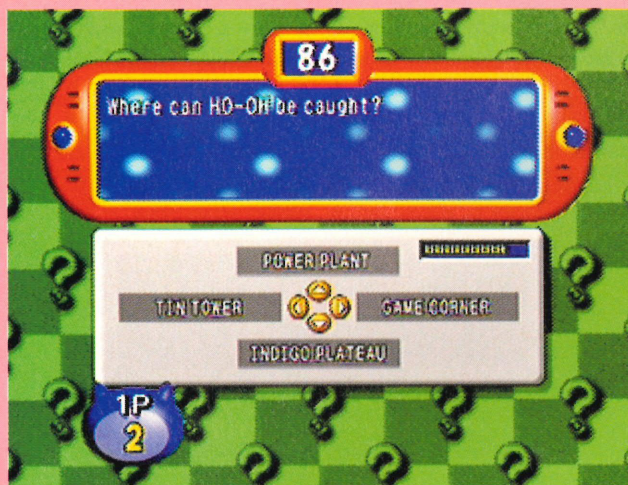 86
Where can HO-OH be caught?
POWER PLANT
TIN TOWER
GAME CORNER
INDIGO PLATEAU
1P
2